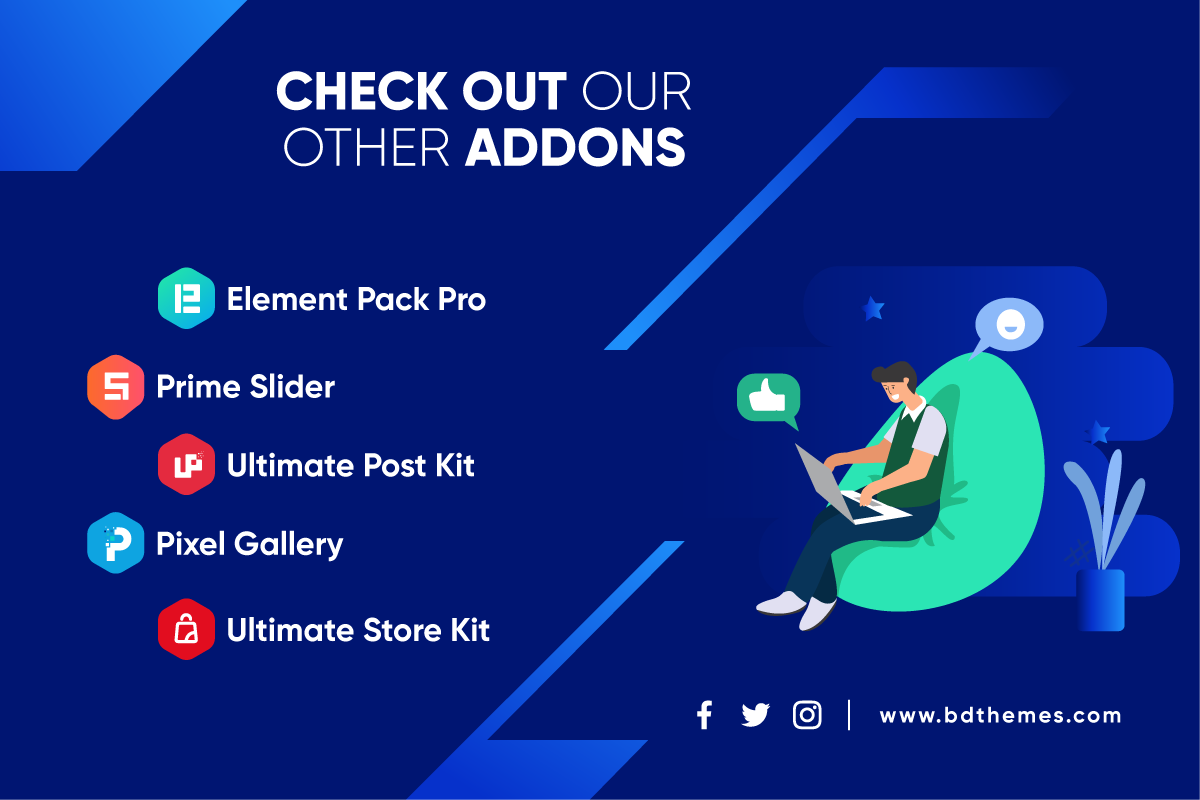 CHECK OUT OUR
OTHER ADDONS
Element Pack Pro
Prime Slider
Ultimate Post Kit
Pixel Gallery
Ultimate Store Kit
www.bdthemes.com